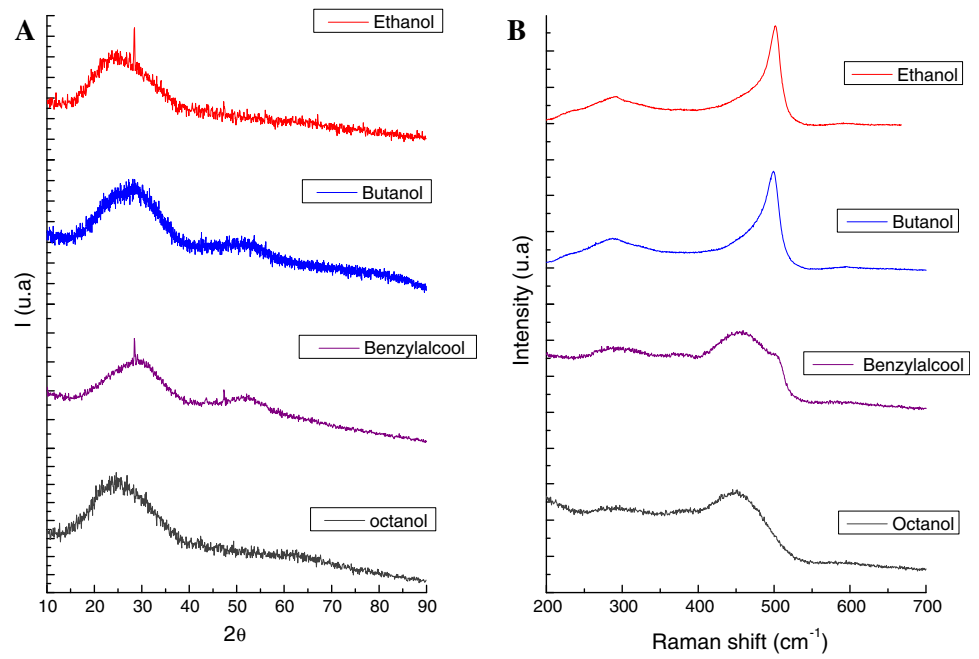 A
Ethanol
Butanol
Benzylalcool
octanol
I (u.a)
10 20 30 40 50 60 70 80 90
2θ
B
Ethanol
Butanol
Benzylalcool
Octanol
Intensity (u.a)
200 300 400 500 600 700
Raman shift (cm⁻¹)